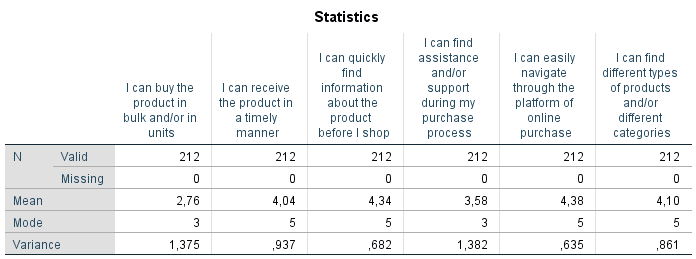 Statistics
I can buy the product in bulk and/or in units
I can receive the product in a timely manner
I can quickly find information about the product before I shop
I can find assistance and/or support during my purchase process
I can easily navigate through the platform of online purchase
I can find different types of products and/or different categories
N Valid 212 212 212 212 212 212
Missing 0 0 0 0 0 0
Mean 2,76 4,04 4,34 3,58 4,38 4,10
Mode 3 5 5 3 5 5
Variance 1,375 ,937 ,682 1,382 ,635 ,861